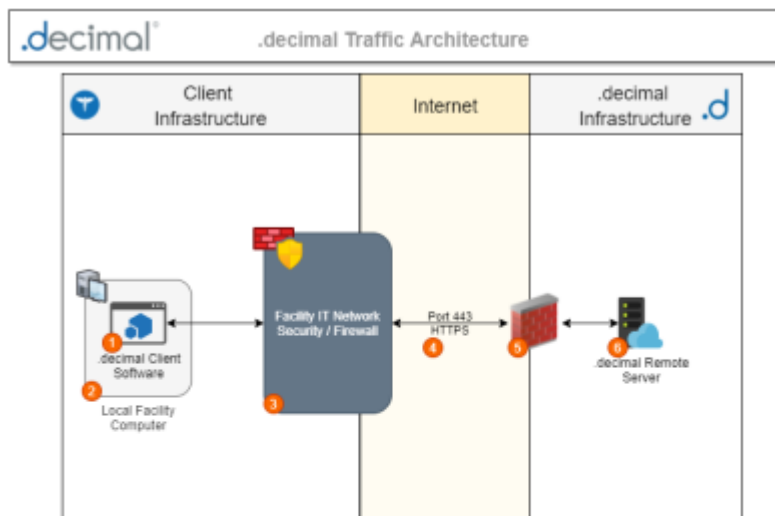 .decimal®
.decimal Traffic Architecture
Client
Infrastructure
Internet
.decimal
Infrastructure
.d
Facility IT Network
Security / Firewall
Port 443
HTTPS
1
.decimal Client
Software
2
Local Facility
Computer
3
4
5
6
.decimal Remote
Server